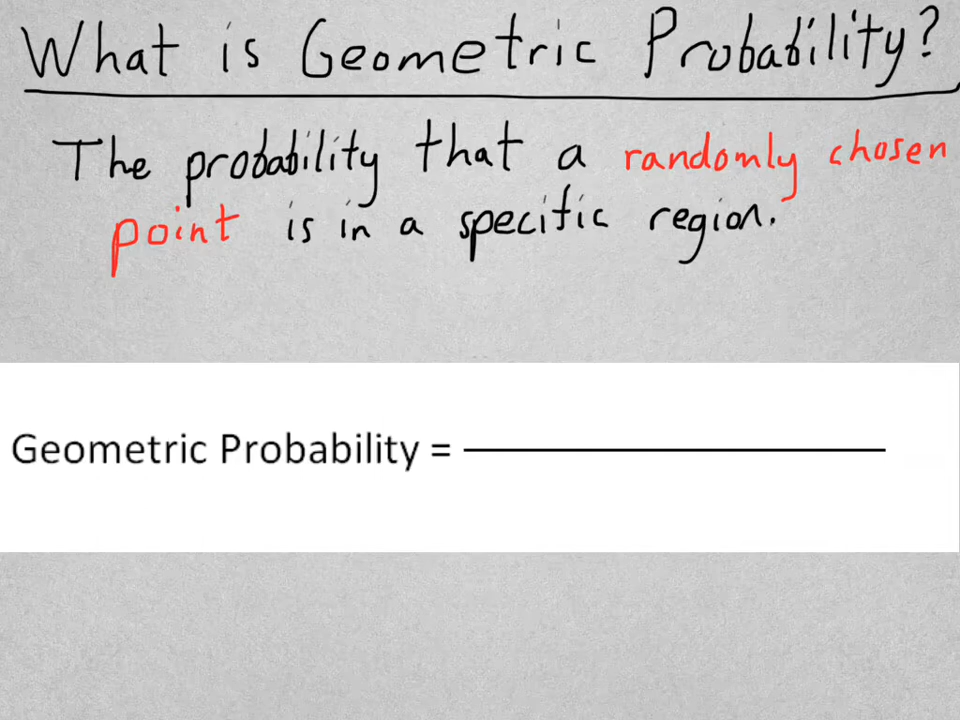 What is Geometric Probability?
The probability that a randomly chosen
point is in a specific region.
Geometric Probability =